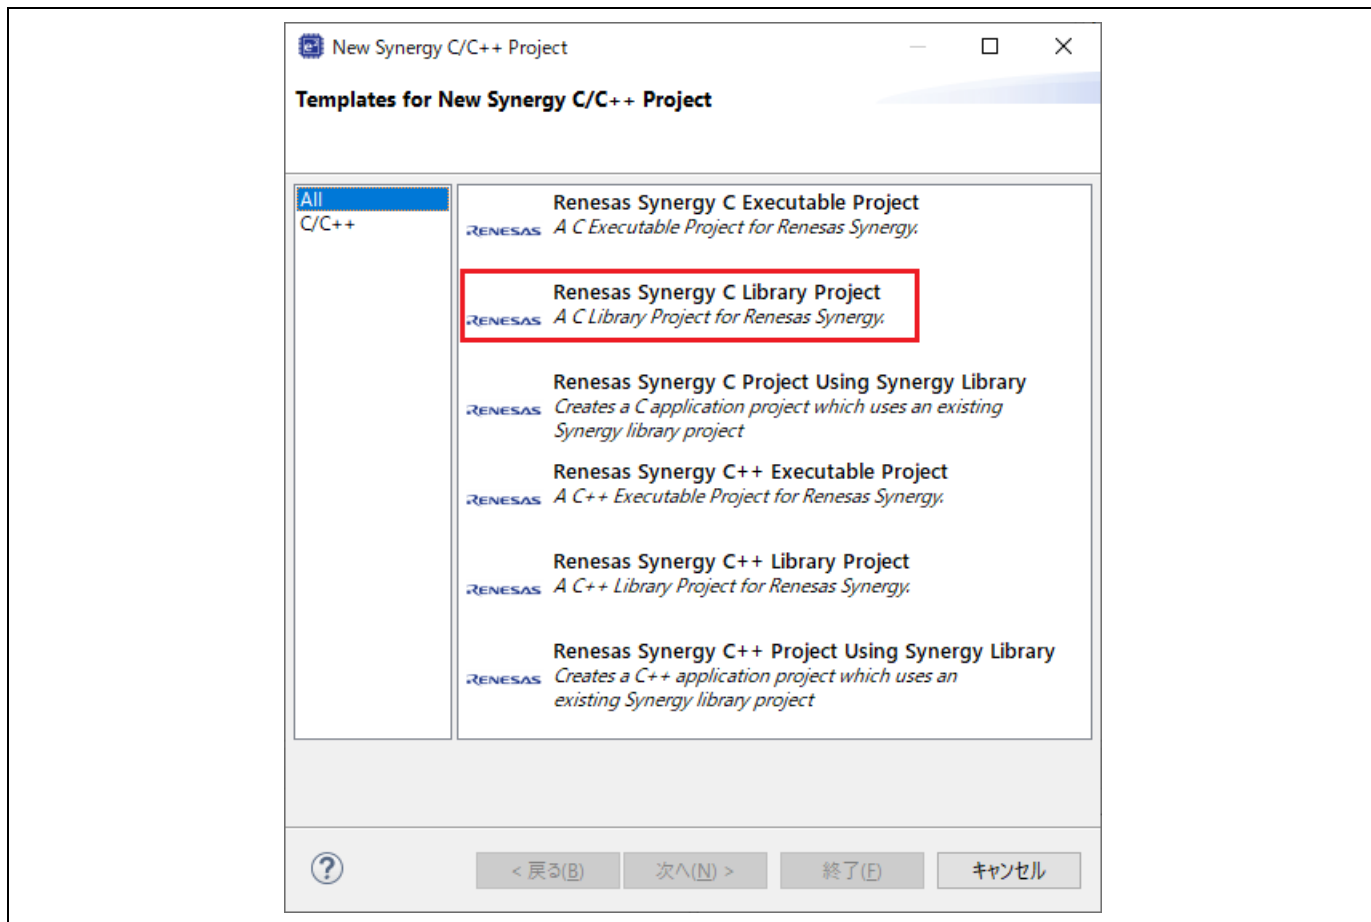 New Synergy C/C++ Project
Templates for New Synergy C/C++ Project
All
C/C++
Renesas Synergy C Executable Project
RENESAS A C Executable Project for Renesas Synergy.
Renesas Synergy C Library Project
RENESAS A C Library Project for Renesas Synergy.
Renesas Synergy C Project Using Synergy Library
RENESAS Creates a C application project which uses an existing
Synergy library project
Renesas Synergy C++ Executable Project
RENESAS A C++ Executable Project for Renesas Synergy.
Renesas Synergy C++ Library Project
RENESAS A C++ Library Project for Renesas Synergy.
Renesas Synergy C++ Project Using Synergy Library
RENESAS Creates a C++ application project which uses an
existing Synergy library project
? < 戻る(B) 次へ(N) > 終了(F) キャンセル